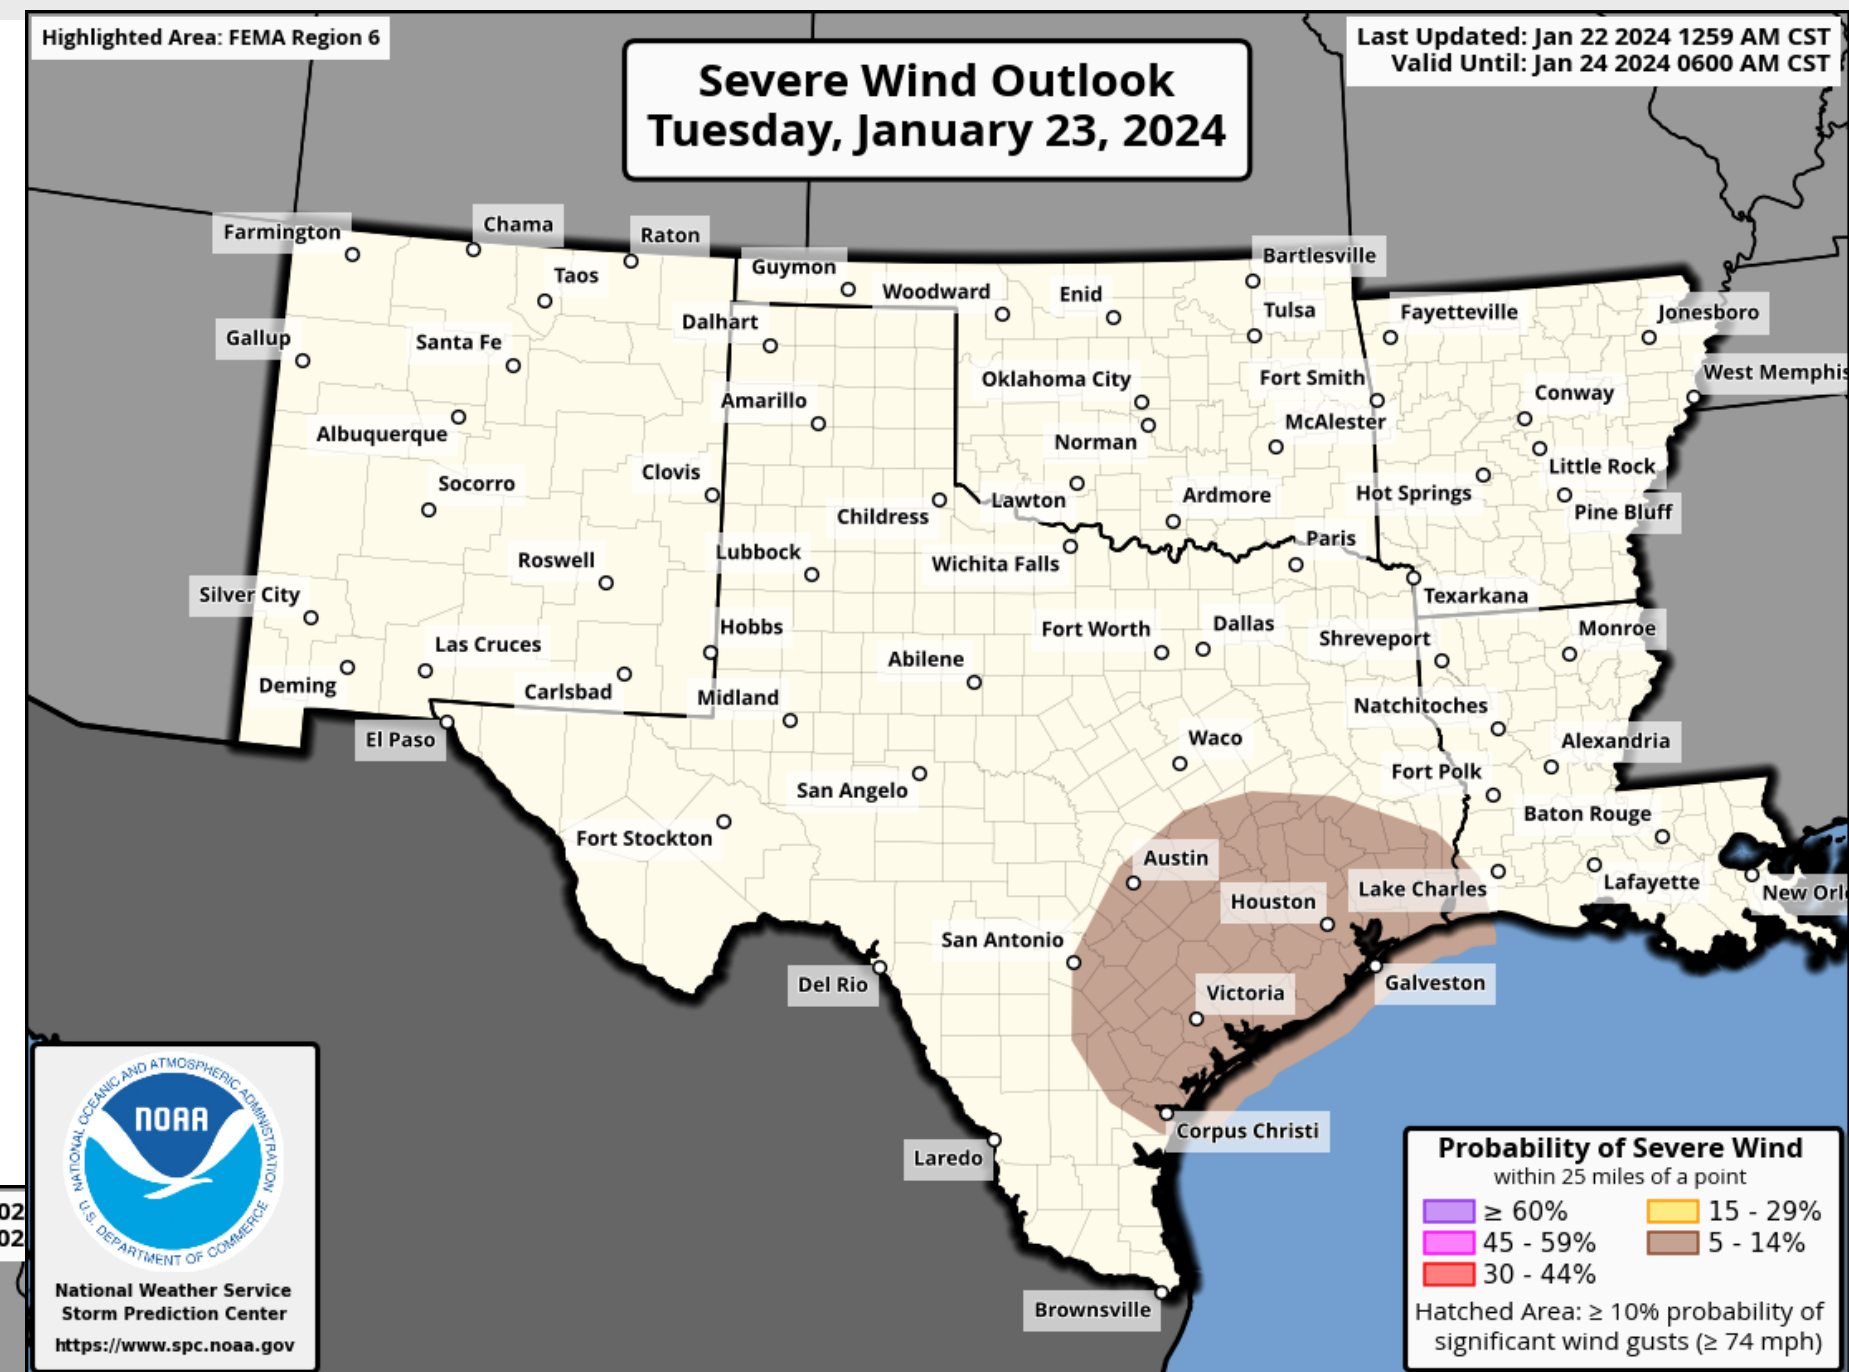 Highlighted Area: FEMA Region 6
Severe Wind Outlook
Tuesday, January 23, 2024
Last Updated: Jan 22 2024 1259 AM CST
Valid Until: Jan 24 2024 0600 AM CST
Farmington
Chama
Raton
Taos
Guymon
Woodward
Enid
Bartlesville
Tulsa
Fayetteville
Jonesboro
Gallup
Santa Fe
Dalhart
Oklahoma City
Fort Smith
West Memphis
Conway
Amarillo
Albuquerque
Norman
McAlester
Little Rock
Socorro
Clovis
Childress
Lawton
Ardmore
Hot Springs
Pine Bluff
Roswell
Lubbock
Wichita Falls
Paris
Texarkana
Silver City
Hobbs
Fort Worth
Dallas
Shreveport
Monroe
Las Cruces
Abilene
Deming
Carlsbad
Midland
Natchitoches
El Paso
Waco
Alexandria
San Angelo
Fort Polk
Fort Stockton
Baton Rouge
Austin
Houston
Lake Charles
Lafayette
New Orl
San Antonio
Del Rio
Victoria
Galveston
Corpus Christi
Laredo
Brownsville
02
02
NATIONAL OCEANIC AND ATMOSPHERIC ADMINISTRATION
NOAA
U.S. DEPARTMENT OF COMMERCE
National Weather Service
Storm Prediction Center
https://www.spc.noaa.gov
Probability of Severe Wind
within 25 miles of a point
≥ 60%
15 - 29%
45 - 59%
5 - 14%
30 - 44%
Hatched Area: ≥ 10% probability of
significant wind gusts (≥ 74 mph)